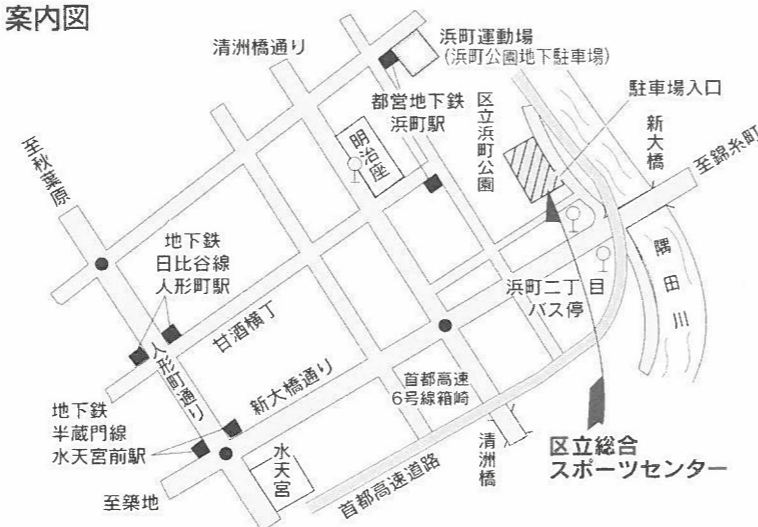 案内図
清洲橋通り
浜町運動場
(浜町公園地下駐車場)
都営地下鉄
浜町駅
区立浜町公園
駐車場入口
新大橋
至錦糸町
至秋葉原
明治座
地下鉄
日比谷線
人形町駅
甘酒横丁
浜町二丁目
バス停
隅田川
人形町通り
新大橋通り
首都高速
6号線箱崎
地下鉄
半蔵門線
水天宮前駅
水天宮
清洲橋
区立総合
スポーツセンター
至築地
首都高速道路